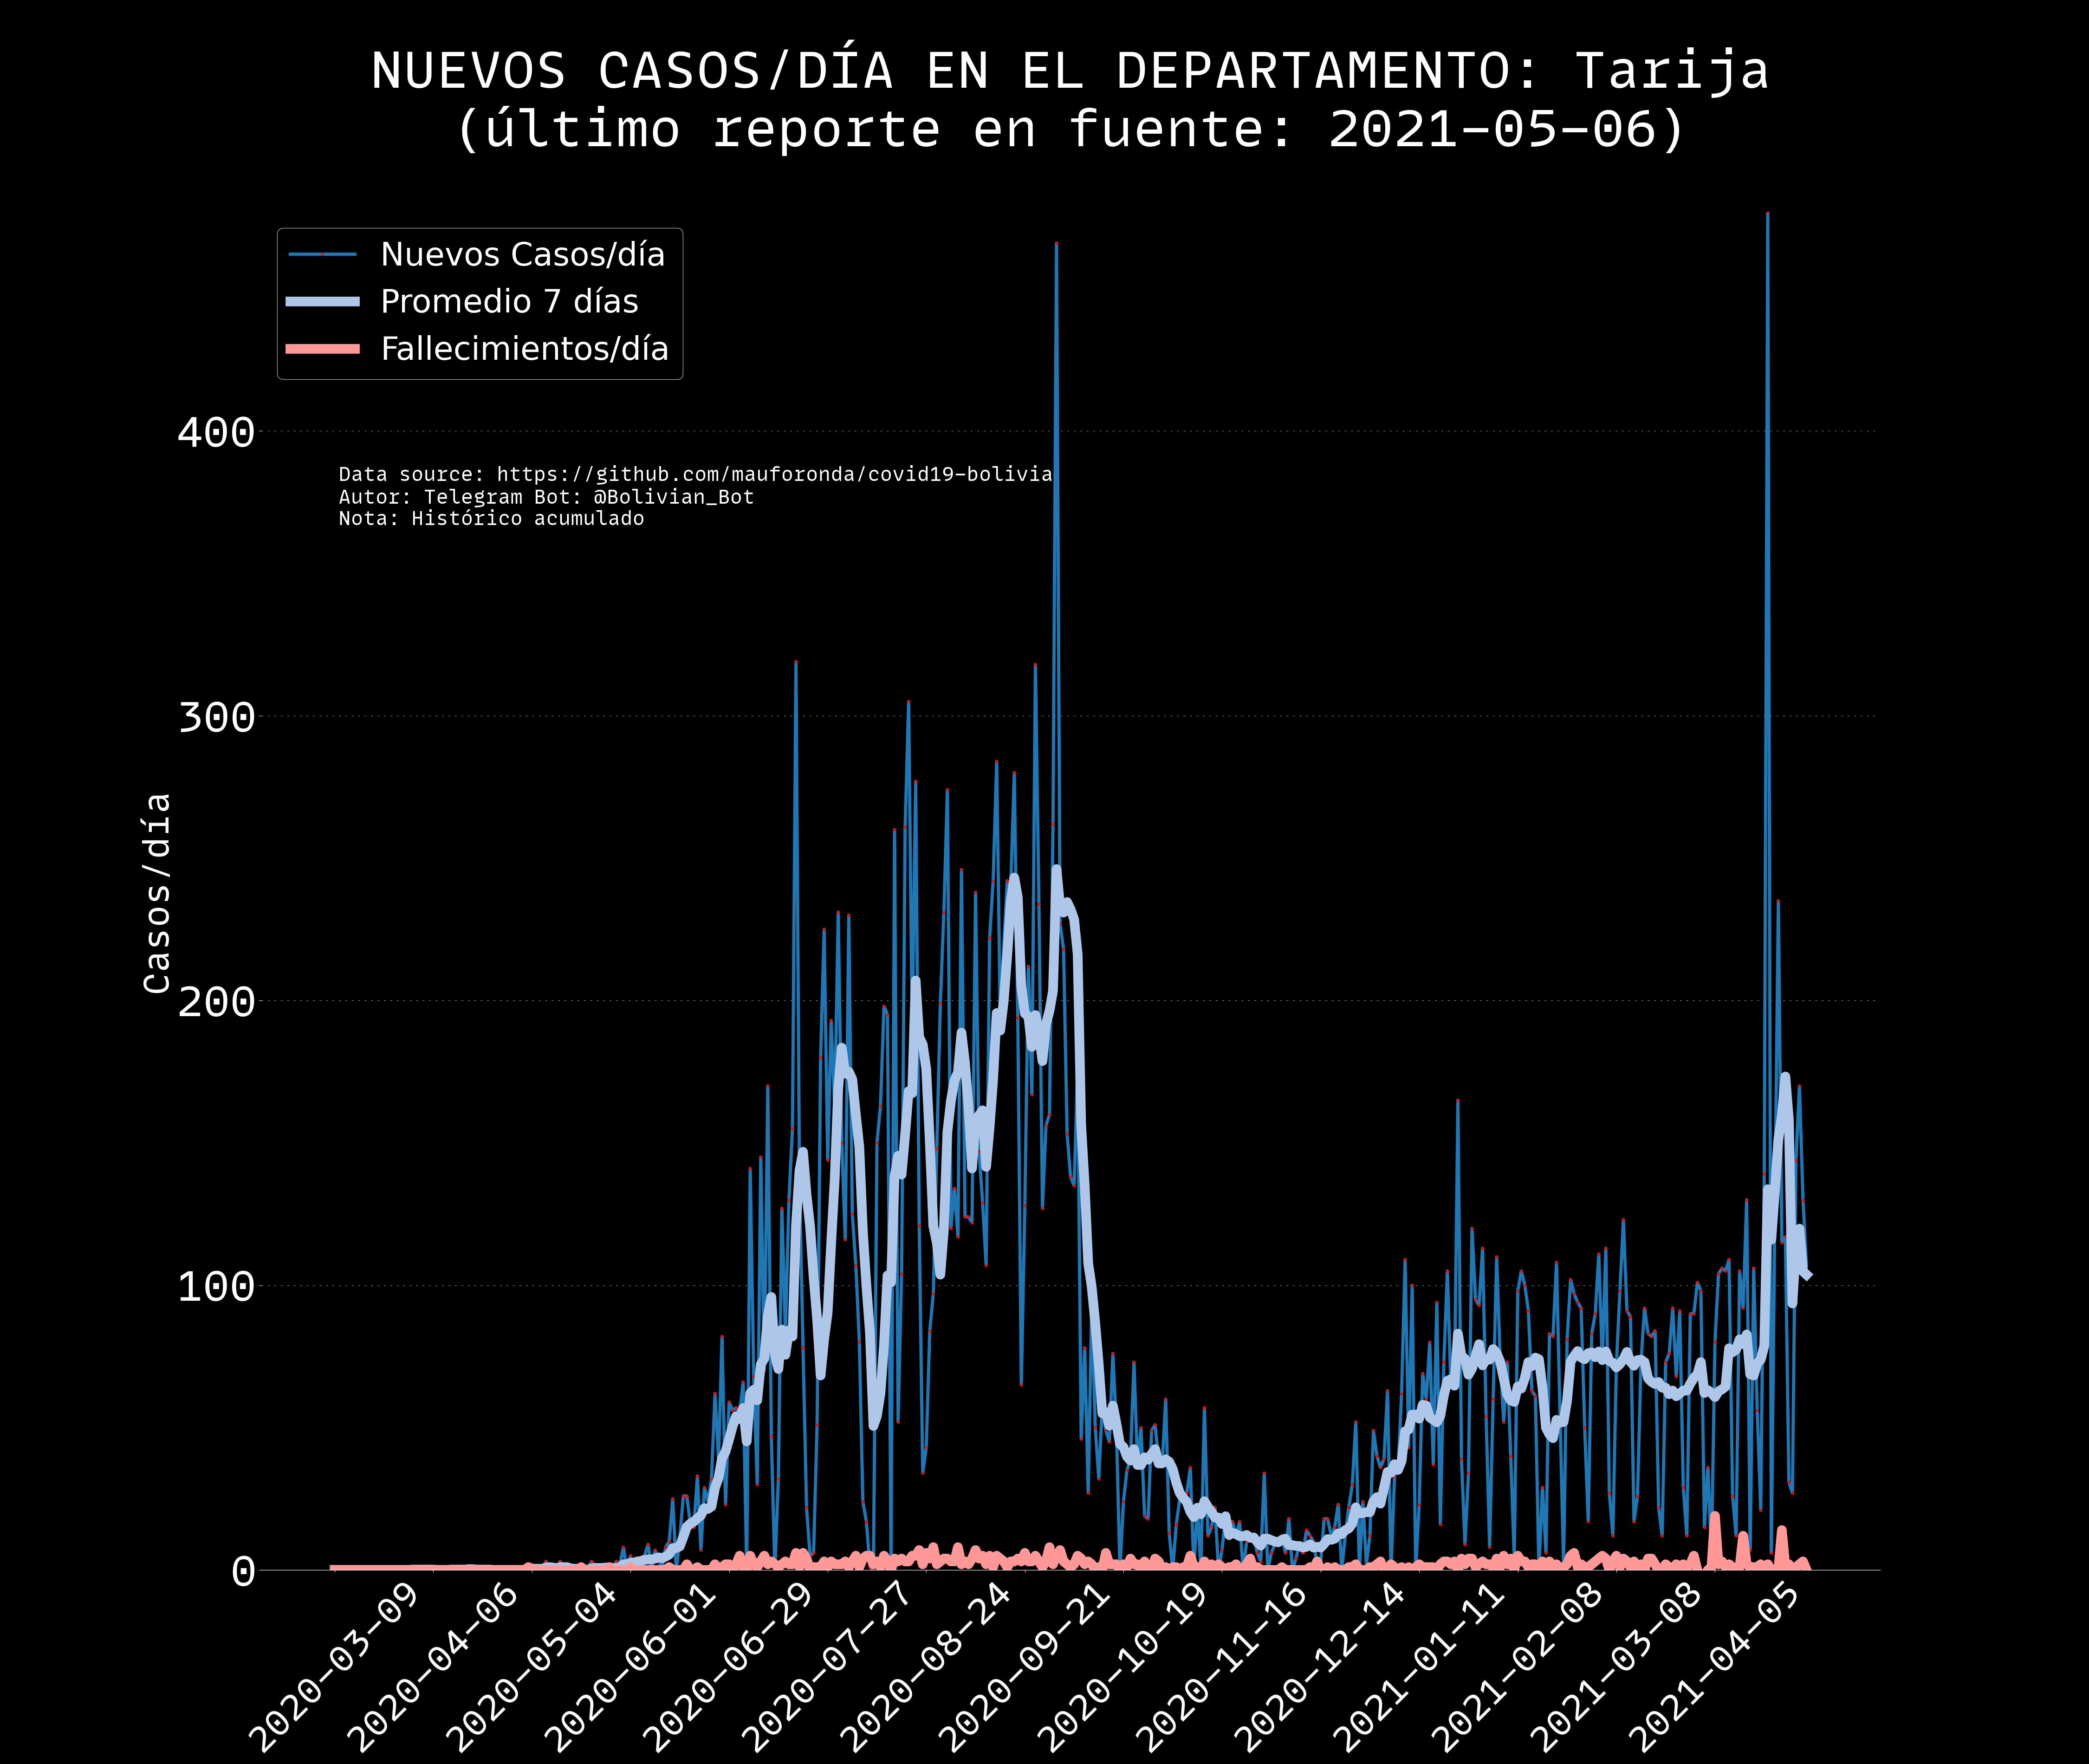 NUEVOS CASOS/DÍA EN EL DEPARTAMENTO: Tarija
(último reporte en fuente: 2021-05-06)
Nuevos Casos/día
Promedio 7 días
Fallecimientos/día
400
Data source: https://github.com/mauforonda/covid19-bolivia
Autor: Telegram Bot: @Bolivian_Bot
Nota: Histórico acumulado
300
Casos/día
200
100
0
2020-03-09
2020-04-06
2020-05-04
2020-06-01
2020-06-29
2020-07-27
2020-08-24
2020-09-21
2020-10-19
2020-11-16
2020-12-14
2021-01-11
2021-02-08
2021-03-08
2021-04-05